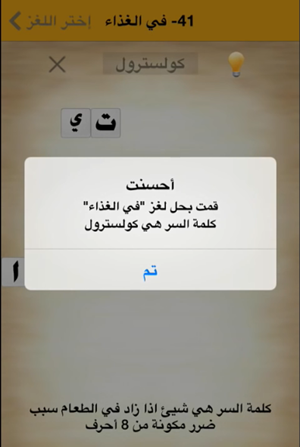 41- في الغذاء
إختر اللغز
كولسترول
ت
ي
أحسنت
قمت بحل لغز "في الغذاء"
كلمة السر هي كولسترول
تم
ا
كلمة السر هي شيئ اذا زاد في الطعام سبب
ضرر مكونة من 8 أحرف